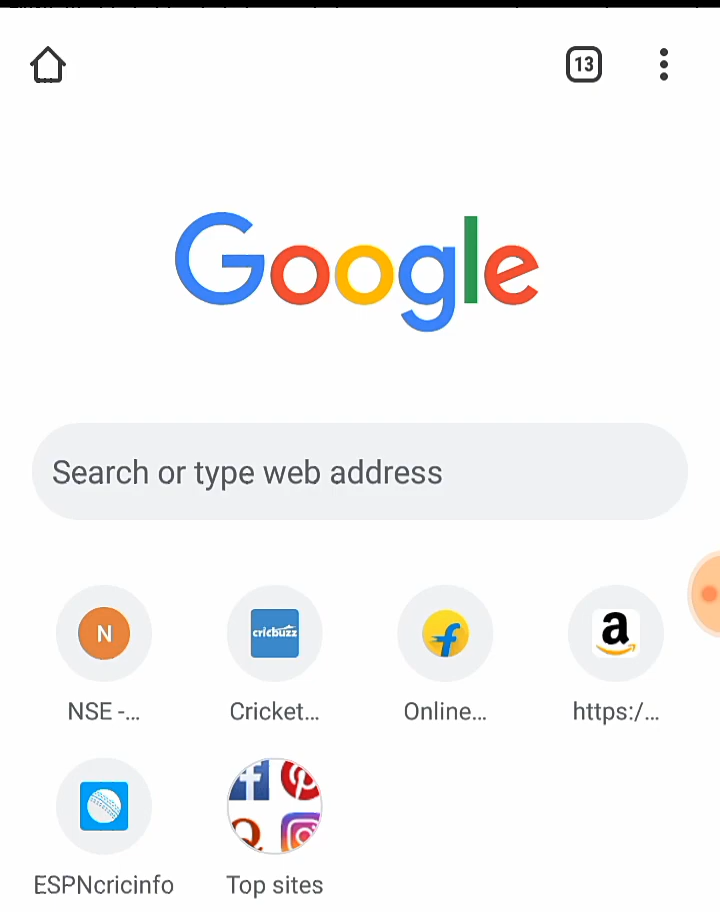 13
Google
Search or type web address
N
cricbuzz
a
NSE -...
Cricket...
Online...
https:/...
ESPNcricinfo
Top sites